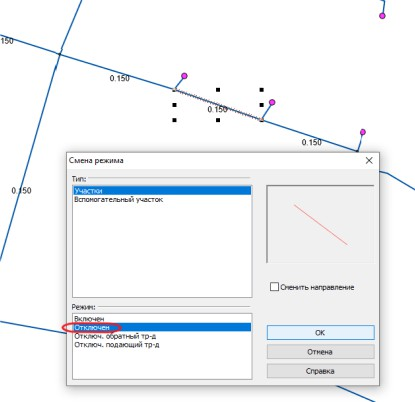 0.150
0.150
0.150
0.150
0.150
Смена режима
Тип:
Участки
Вспомогательный участок
Сменить направление
Режим:
Включен
Отключен
Отключ. обратный тр-д
Отключ. подающий тр-д
ОК
Отмена
Справка